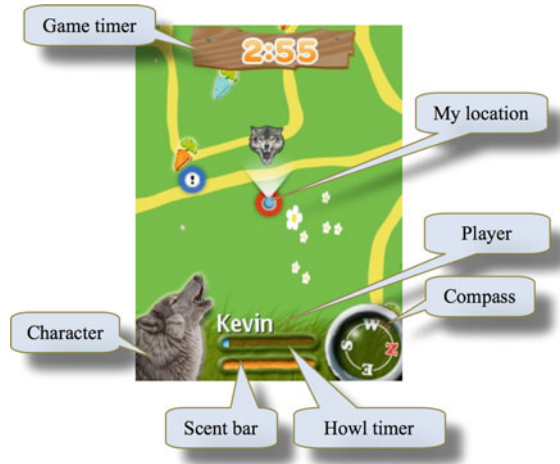 Game timer
2:55
My location
!
Player
Kevin
Compass
W
S
N
E
Character
Scent bar
Howl timer